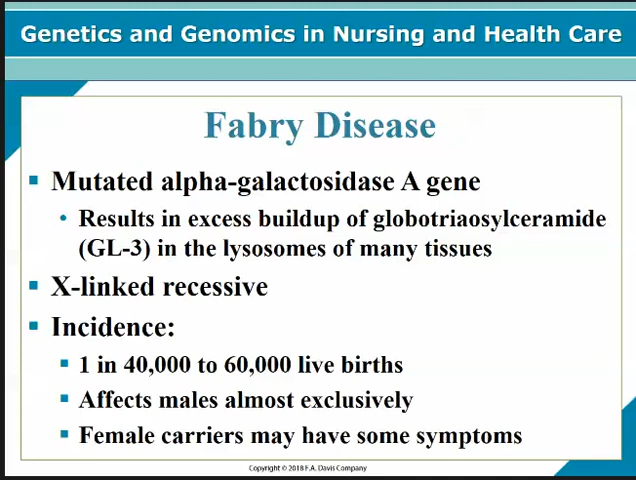 Genetics and Genomics in Nursing and Health Care
Fabry Disease
Mutated alpha-galactosidase A gene
Results in excess buildup of globotriaosylceramide
(GL-3) in the lysosomes of many tissues
X-linked recessive
Incidence:
1 in 40,000 to 60,000 live births
Affects males almost exclusively
Female carriers may have some symptoms
Copyright © 2018 F.A. Davis Company